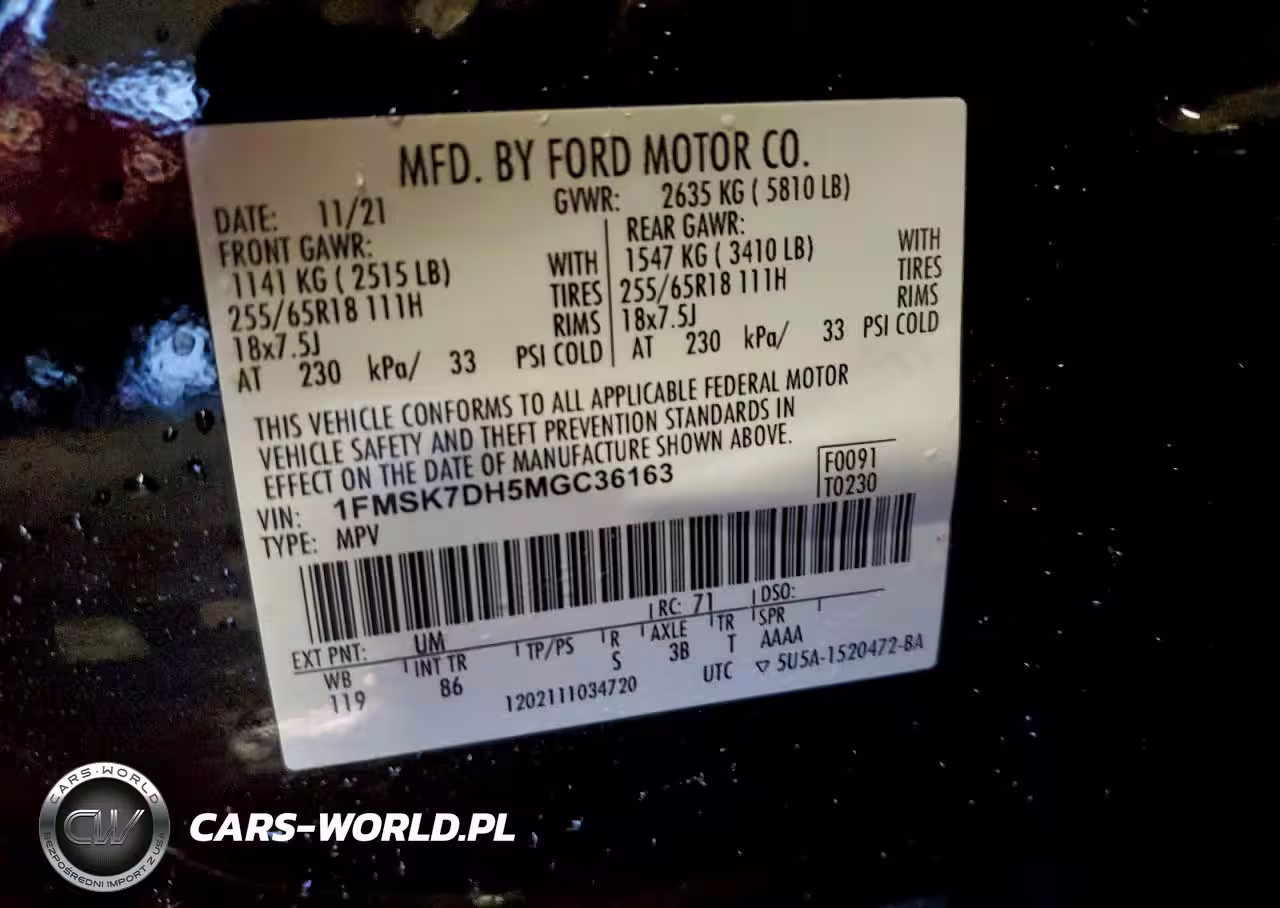 MFD. BY FORD MOTOR CO.
DATE: 11/21 GVWR: 2635 KG ( 5810 LB)
FRONT GAWR: REAR GAWR:
1141 KG ( 2515 LB) WITH 1547 KG ( 3410 LB) WITH
255/65R18 111H TIRES 255/65R18 111H TIRES
18x7.5J RIMS 18x7.5J RIMS
AT 230 kPa/ 33 PSI COLD AT 230 kPa/ 33 PSI COLD
THIS VEHICLE CONFORMS TO ALL APPLICABLE FEDERAL MOTOR
VEHICLE SAFETY AND THEFT PREVENTION STANDARDS IN
EFFECT ON THE DATE OF MANUFACTURE SHOWN ABOVE.
VIN: 1FMSK7DH5MGC36163 F0091
TYPE: MPV T0230
EXT PNT: UM RC: 71 DSO:
WB INT TR TP/PS R AXLE TR SPR
119 86 S 3B T AAAA
1202111034720 UTC ▽ 5U5A-1520472-BA
CARS-WORLD
CW
BEZPOŚREDNI IMPORT Z USA
CARS-WORLD.PL